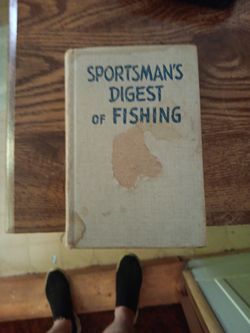 SPORTSMAN'S
DIGEST
OF FISHING